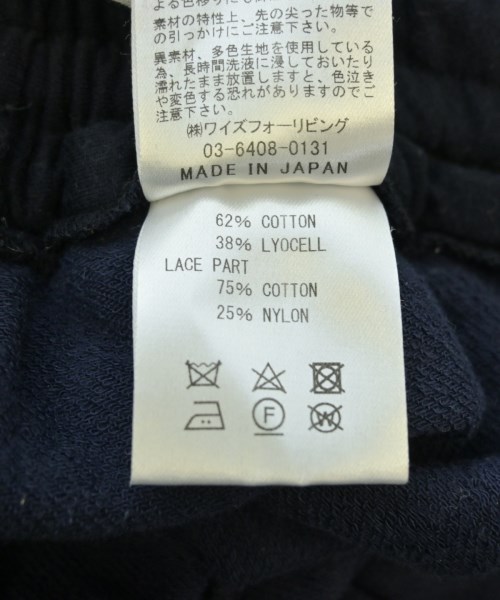 素材の特性上、先の尖った物等で
の引っかけにご注意下さい。
異素材、多色生地を使用している
為、長時間洗液に浸しておいたり
濡れたまま放置しますと、色泣き
や変色する恐れがありますのでご
注意下さい。
㈱ワイズフォーリビング
03-6408-0131
MADE IN JAPAN
62% COTTON
38% LYOCELL
LACE PART
75% COTTON
25% NYLON
F
W